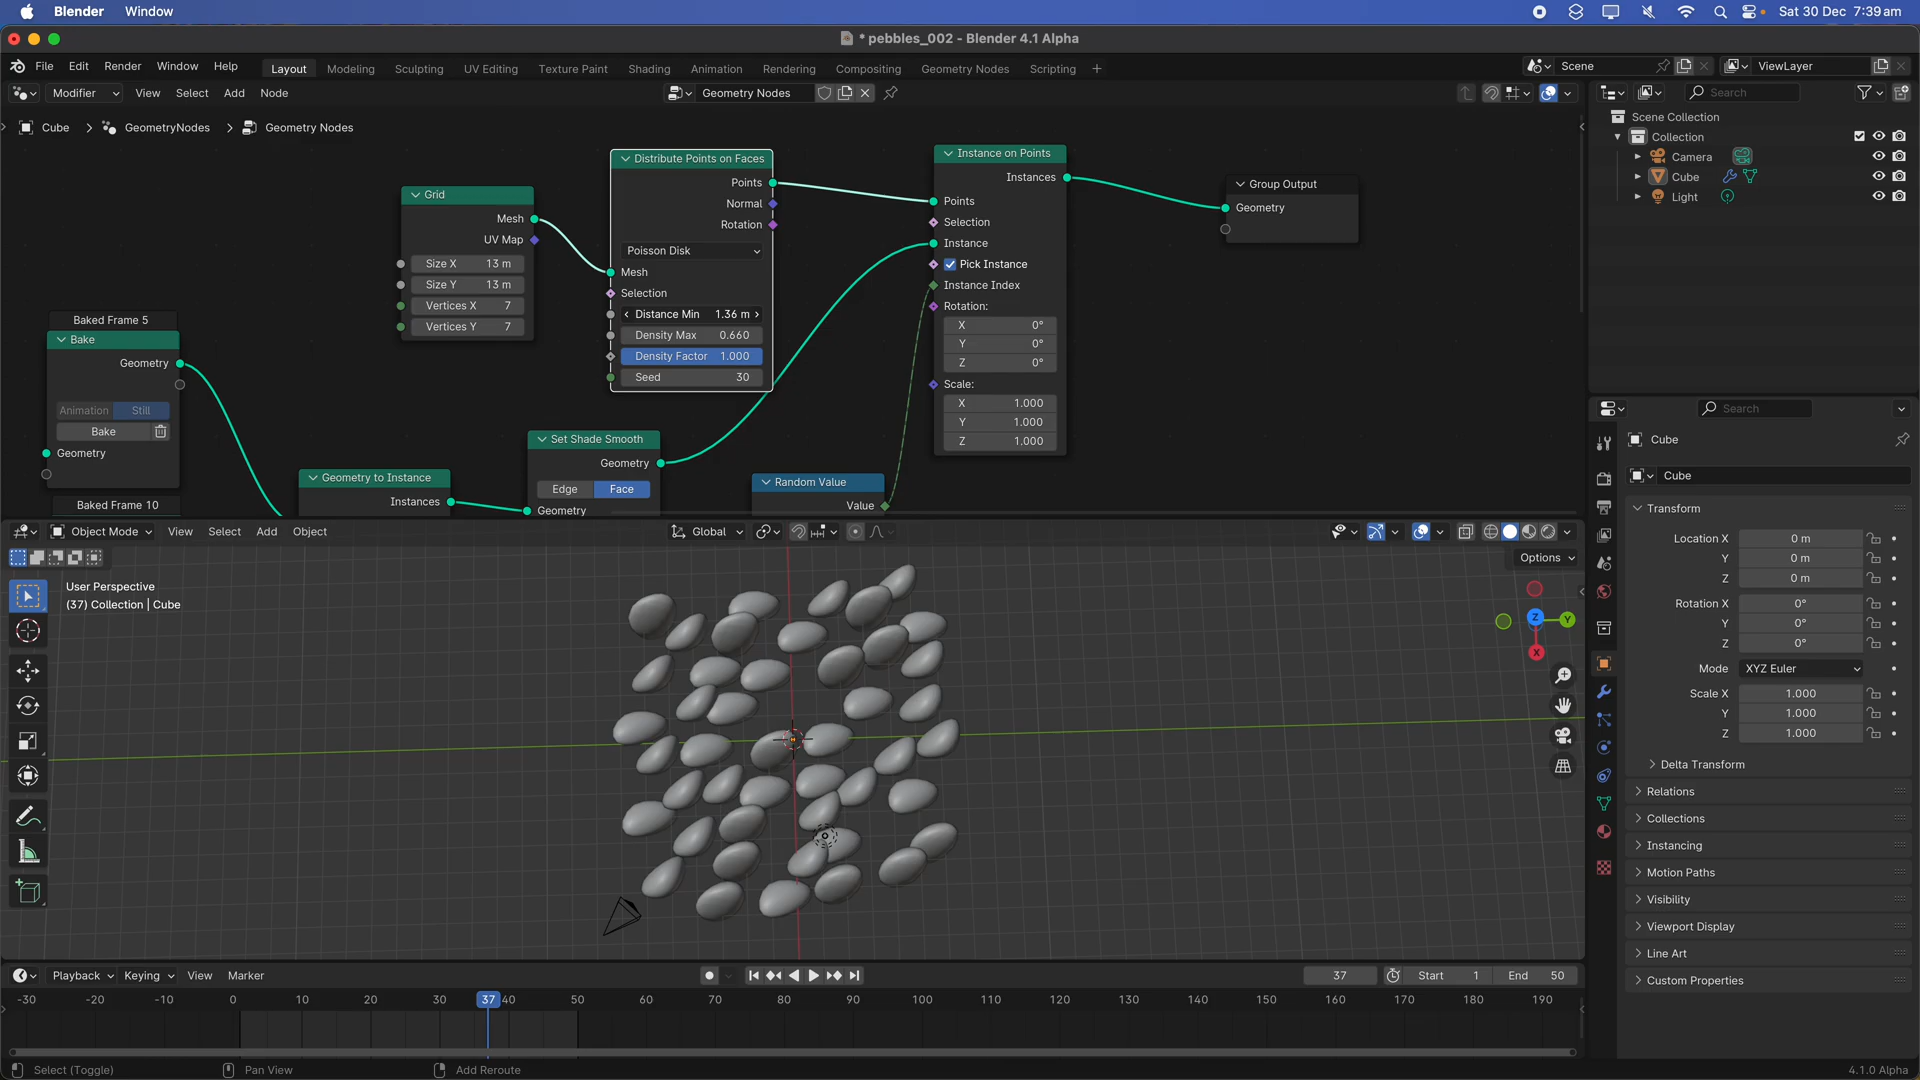 Blender Window Sat 30 Dec 7:39 am
* pebbles_002 - Blender 4.1 Alpha
File Edit Render Window Help Layout Modeling Sculpting UV Editing Texture Paint Shading Animation Rendering Compositing Geometry Nodes Scripting + Scene ViewLayer
Modifier View Select Add Node Geometry Nodes Search
Cube > GeometryNodes > Geometry Nodes
Scene Collection
Collection
Camera
Cube
Light
Grid
Mesh
UV Map
Size X 13 m
Size Y 13 m
Vertices X 7
Vertices Y 7
Distribute Points on Faces
Points
Normal
Rotation
Poisson Disk
Mesh
Selection
Distance Min 1.36 m
Density Max 0.660
Density Factor 1.000
Seed 30
Instance on Points
Instances
Points
Selection
Instance
Pick Instance
Instance Index
Rotation:
X 0°
Y 0°
Z 0°
Scale:
X 1.000
Y 1.000
Z 1.000
Group Output
Geometry
Baked Frame 5
Bake
Geometry
Animation Still
Bake
Geometry
Baked Frame 10
Geometry to Instance
Instances
Set Shade Smooth
Geometry
Edge Face
Geometry
Random Value
Value
Search
Cube
Cube
Transform
Location X 0 m
Y 0 m
Z 0 m
Rotation X 0°
Y 0°
Z 0°
Mode XYZ Euler
Scale X 1.000
Y 1.000
Z 1.000
Delta Transform
Relations
Collections
Instancing
Motion Paths
Visibility
Viewport Display
Line Art
Custom Properties
Object Mode View Select Add Object Global
Options
User Perspective
(37) Collection | Cube
Z
Y
X
Playback Keying View Marker 37 Start 1 End 50
-30 -20 -10 0 10 20 30 37 40 50 60 70 80 90 100 110 120 130 140 150 160 170 180 190
Select (Toggle) Pan View Add Reroute 4.1.0 Alpha